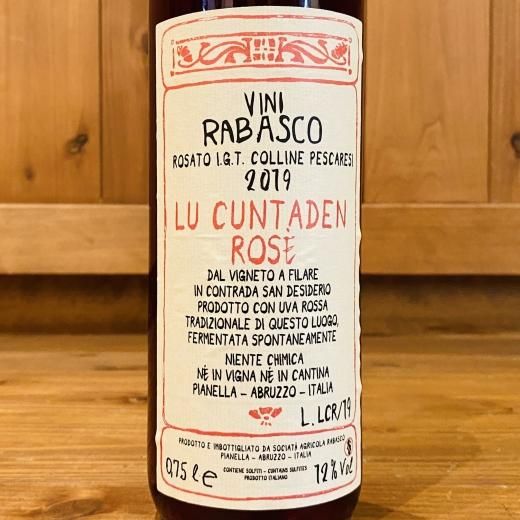 VINI
RABASCO
ROSATO I.G.T. COLLINE PESCARESI
2019
LU CUNTADEN
ROSÈ
DAL VIGNETO A FILARE
IN CONTRADA SAN DESIDERIO
PRODOTTO CON UVA ROSSA
TRADIZIONALE DI QUESTO LUOGO,
FERMENTATA SPONTANEAMENTE
NIENTE CHIMICA
NÈ IN VIGNA NÈ IN CANTINA
PIANELLA - ABRUZZO - ITALIA
L. LCR/19
PRODOTTO E IMBOTTIGLIATO DA SOCIATÀ AGRICOLA RABASCO
PIANELLA - ABRUZZO - ITALIA
0,75 l e
CONTIENE SOLFITI - CONTAINS SULFITES
PRODOTTO ITALIANO
12% Vol